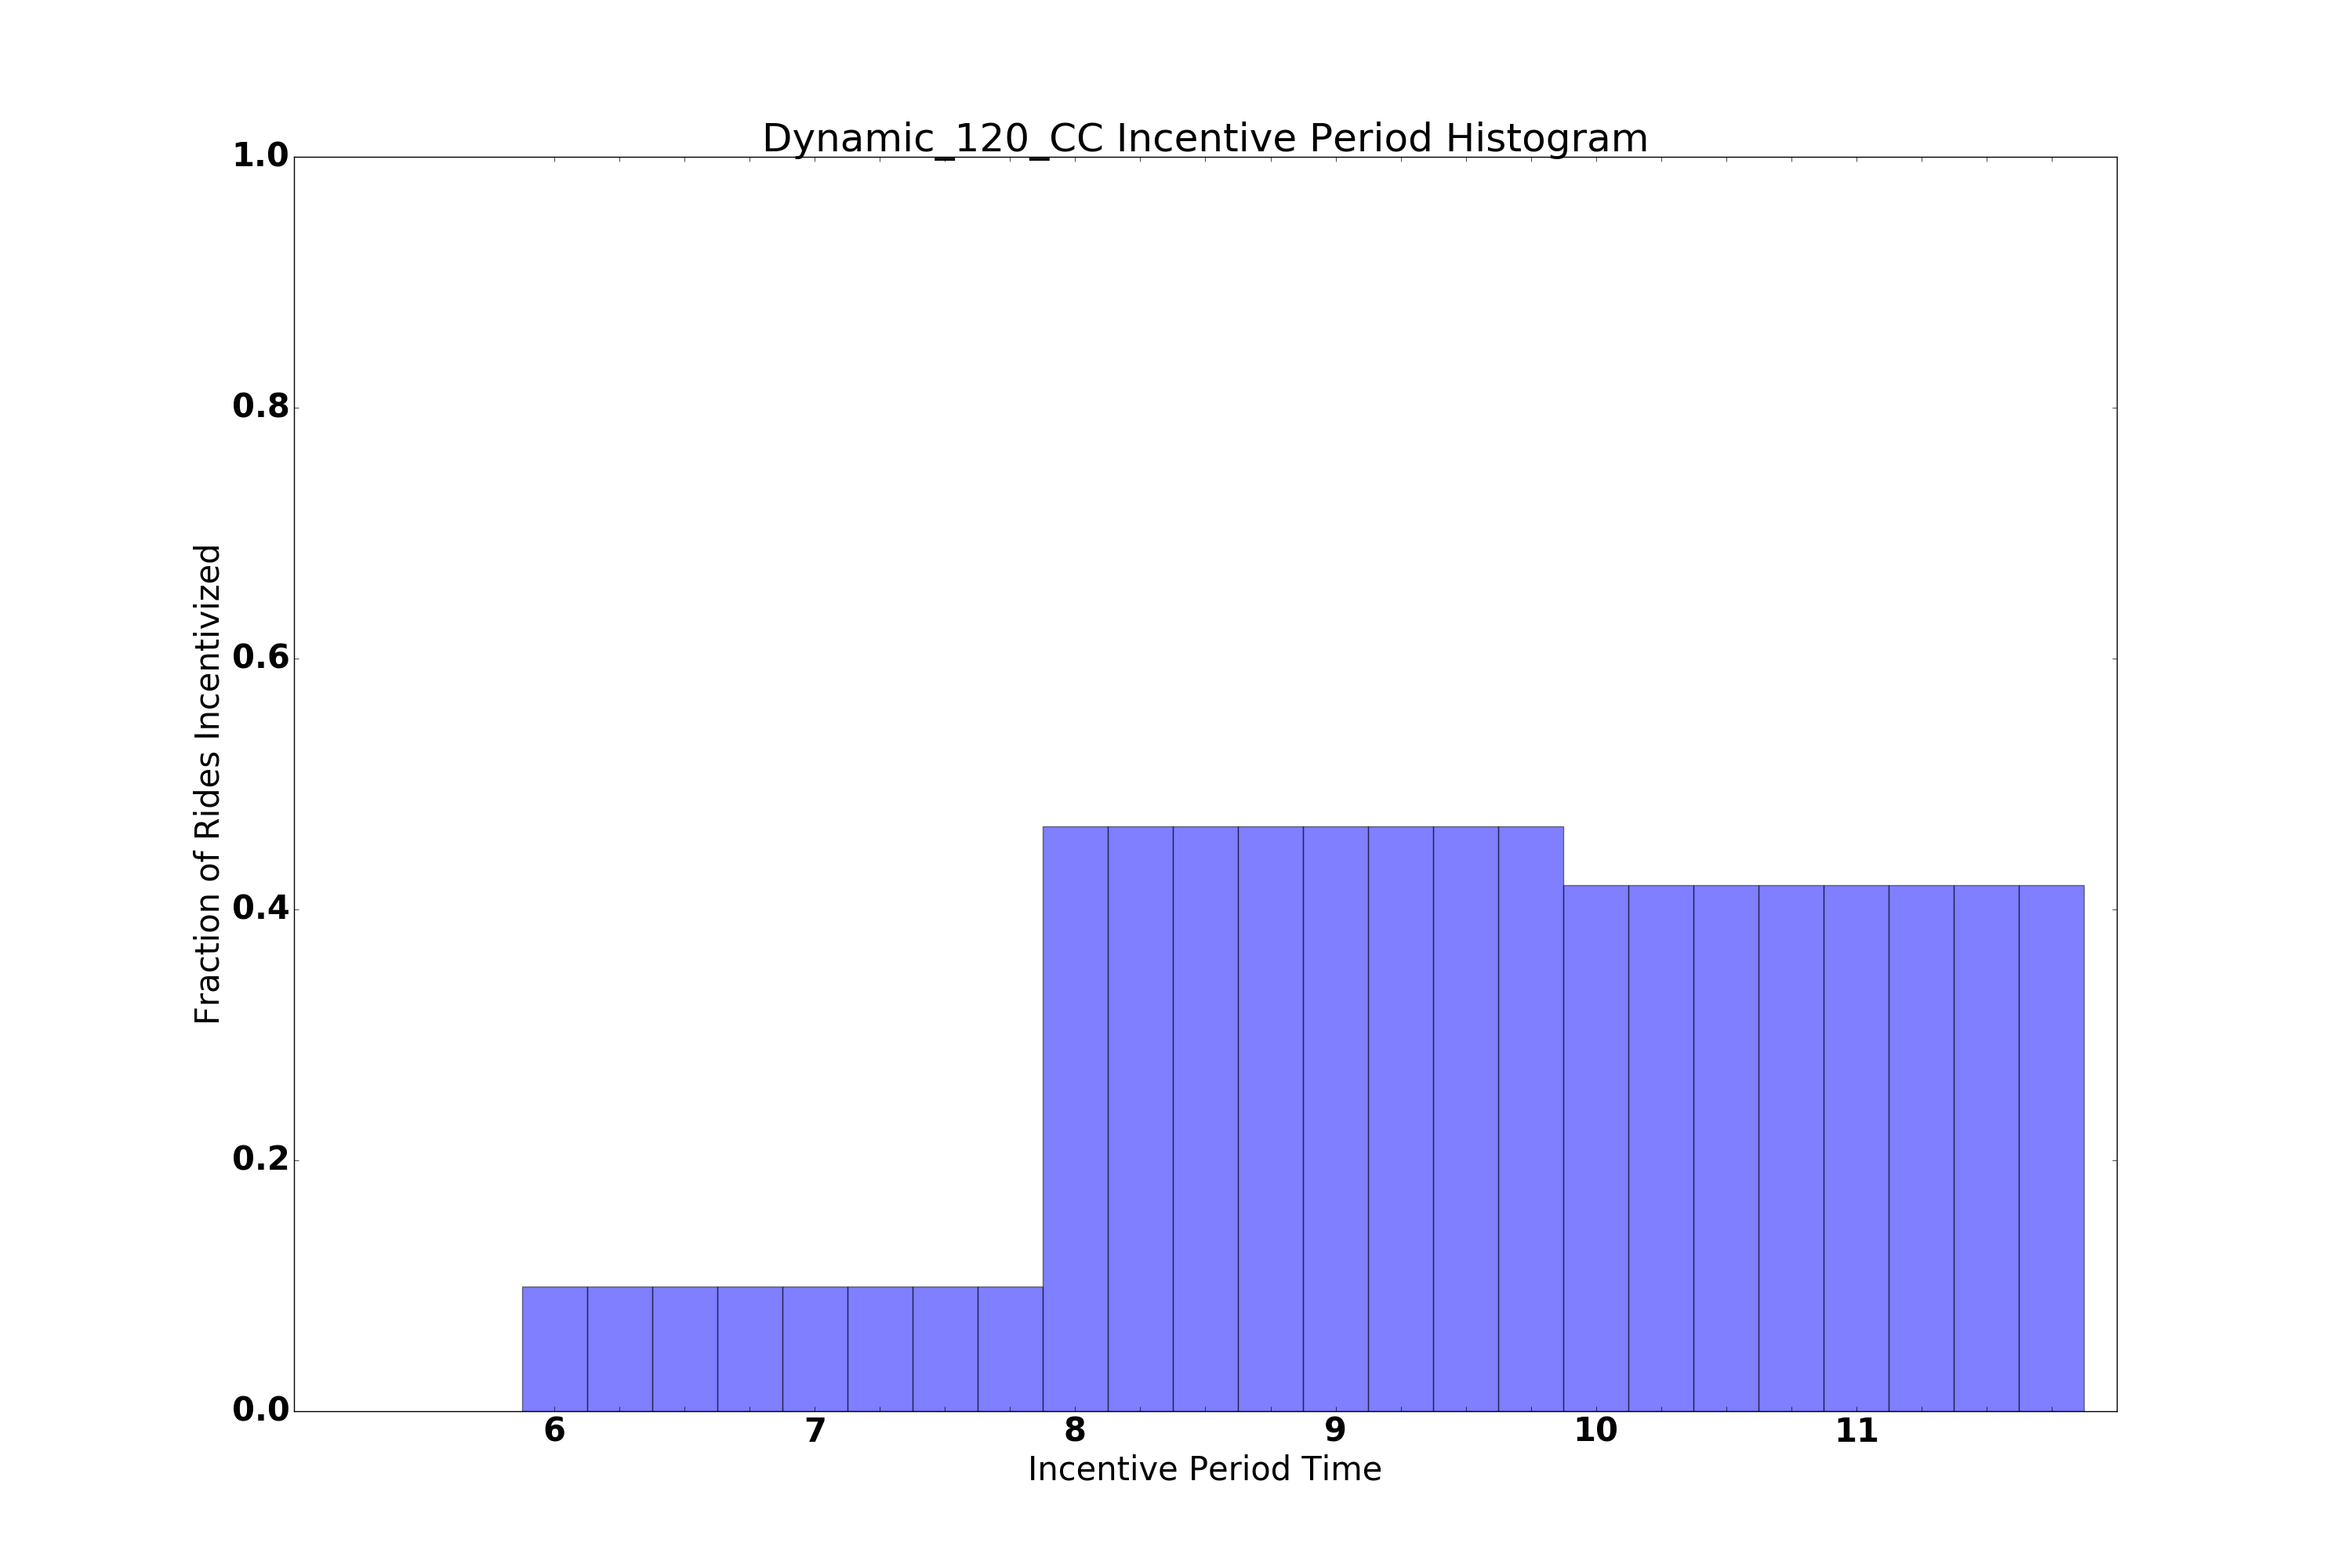 Dynamic_120_CC Incentive Period Histogram
1.0
0.8
0.6
0.4
0.2
0.0
Fraction of Rides Incentivized
6 7 8 9 10 11
Incentive Period Time